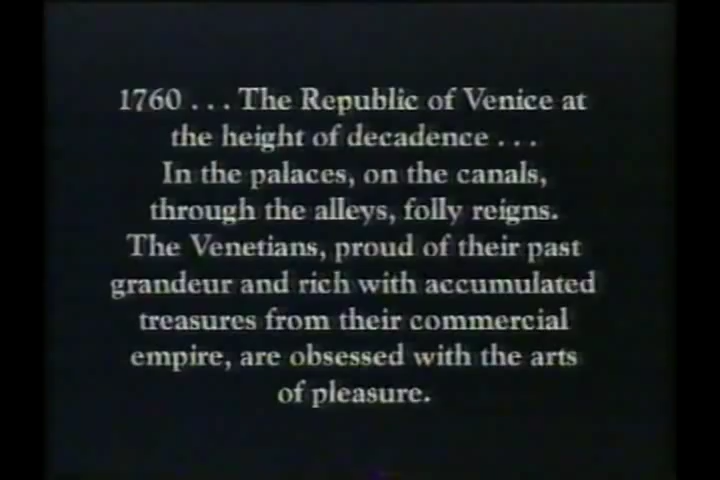 1760 . . . The Republic of Venice at
the height of decadence . . .
In the palaces, on the canals,
through the alleys, folly reigns.
The Venetians, proud of their past
grandeur and rich with accumulated
treasures from their commercial
empire, are obsessed with the arts
of pleasure.